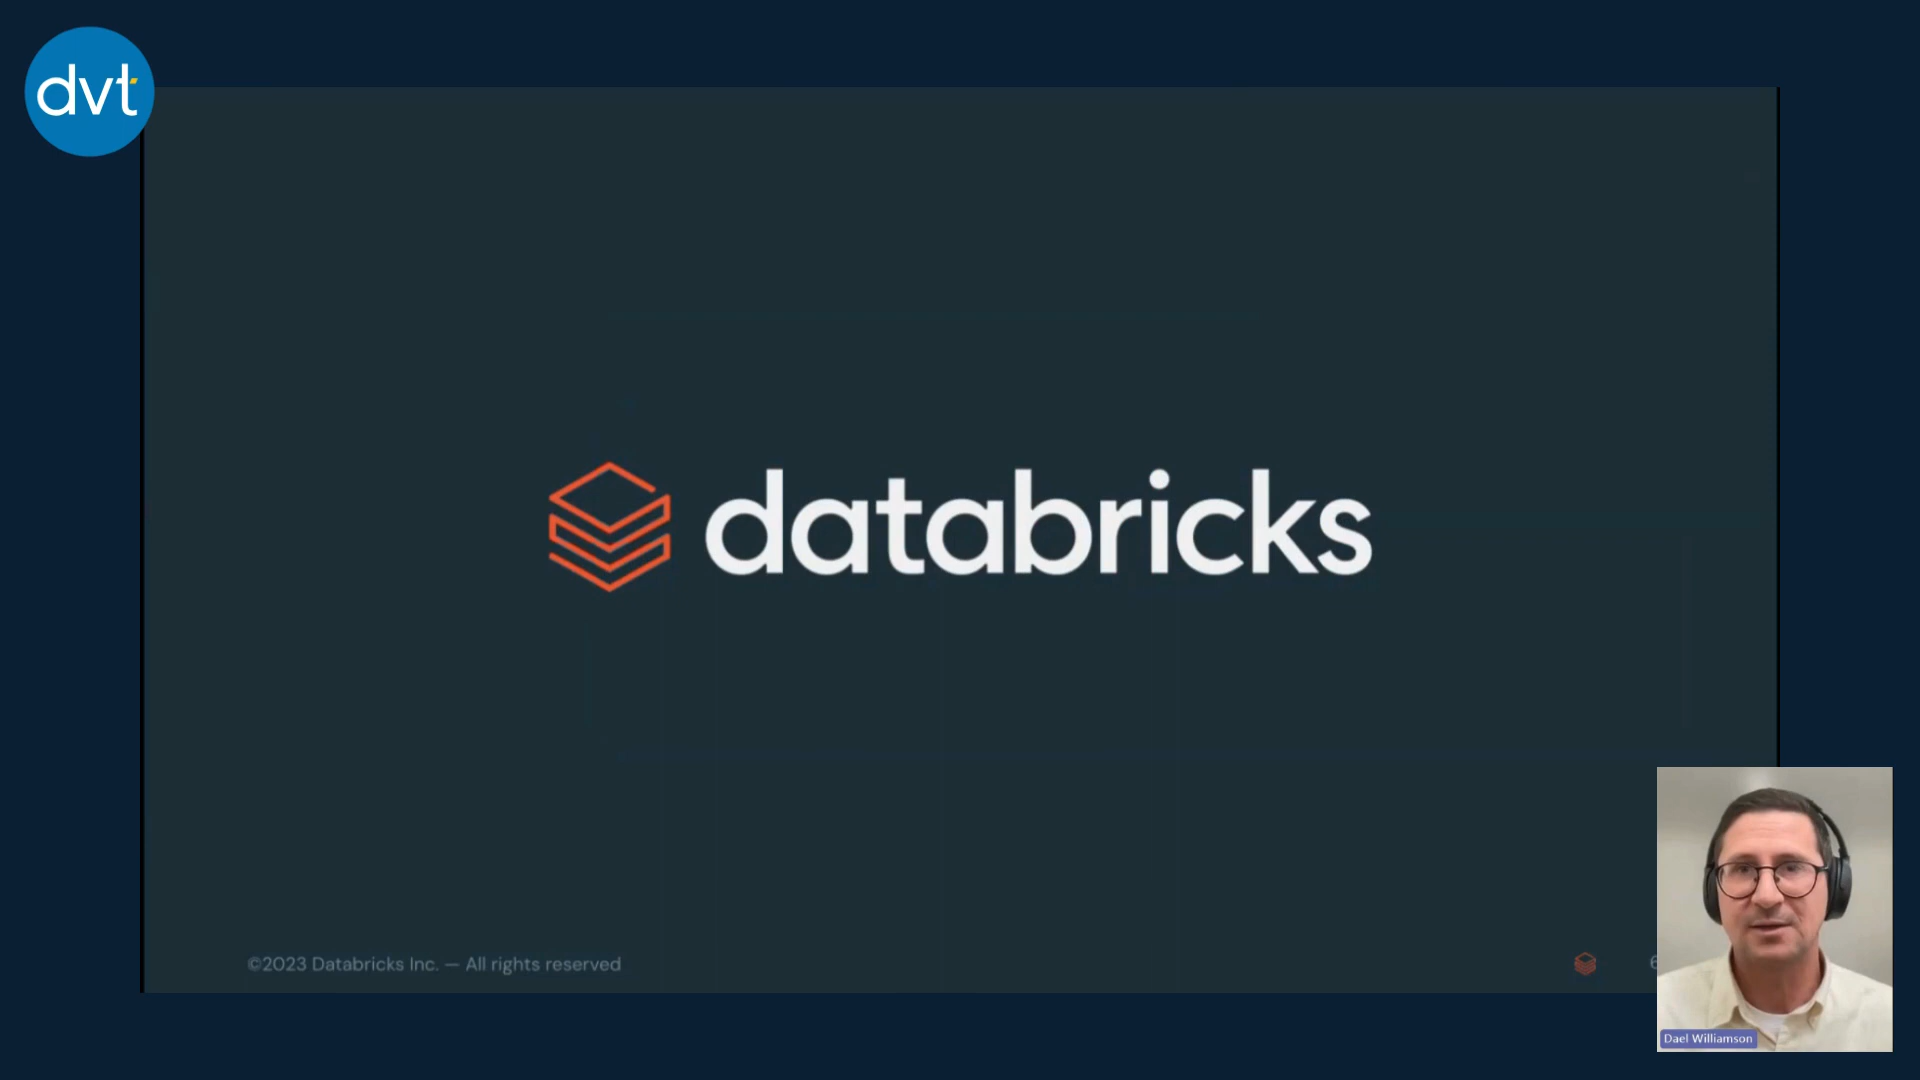 dvt
databricks
©2023 Databricks Inc. — All rights reserved
Dael Williamson